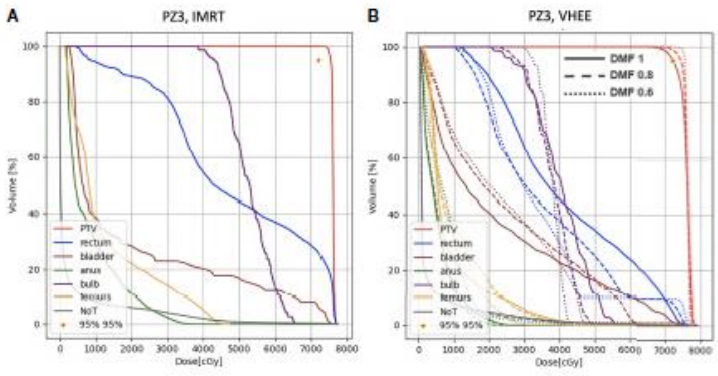 A
PZ3, IMRT
100
80
60
40
20
0
Volume [%]
PTV
rectum
bladder
anus
bulb
femurs
NoT
95% 95%
0 1000 2000 3000 4000 5000 6000 7000 8000
Dose[cGy]
B
PZ3, VHEE
DMF 1
DMF 0.8
DMF 0.6
100
80
60
40
20
0
Volume [%]
PTV
rectum
bladder
anus
bulb
femurs
NoT
95% 95%
0 1000 2000 3000 4000 5000 6000 7000 8000
Dose[cGy]